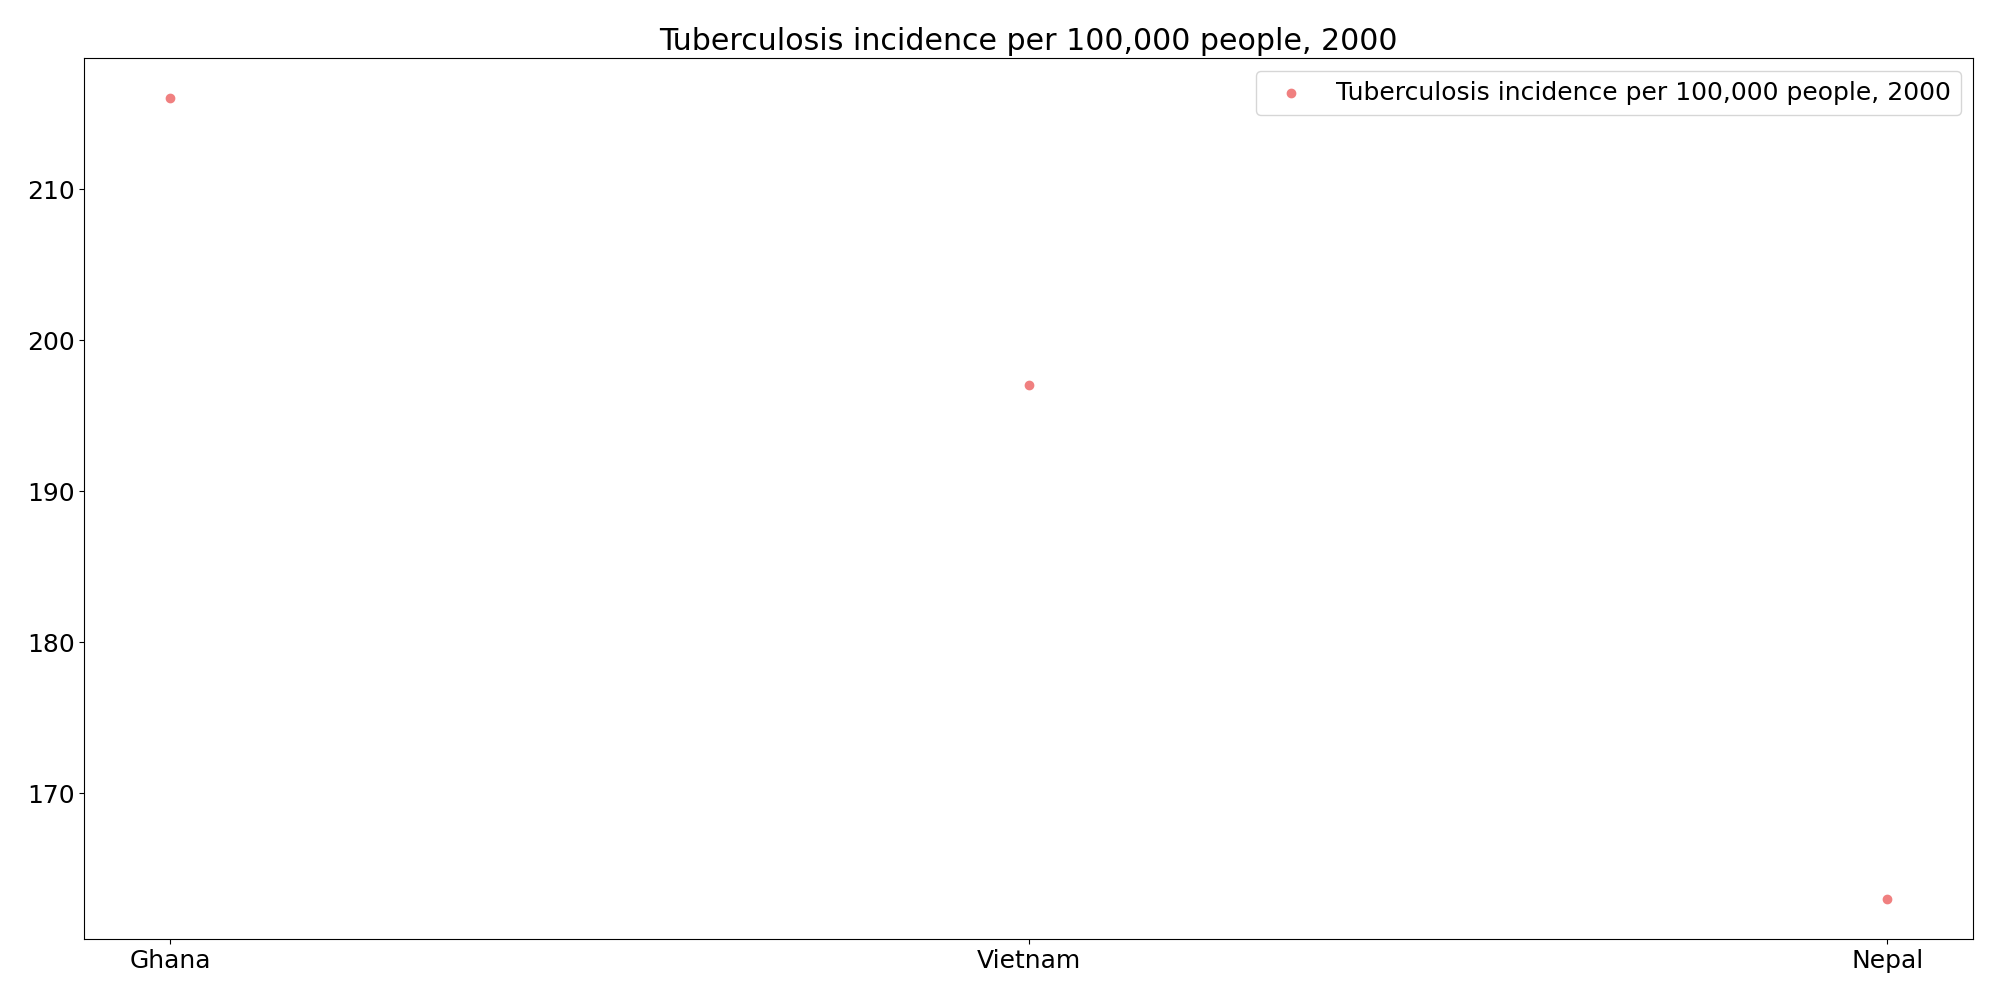 Tuberculosis incidence per 100,000 people, 2000
Tuberculosis incidence per 100,000 people, 2000
210
200
190
180
170
Ghana Vietnam Nepal